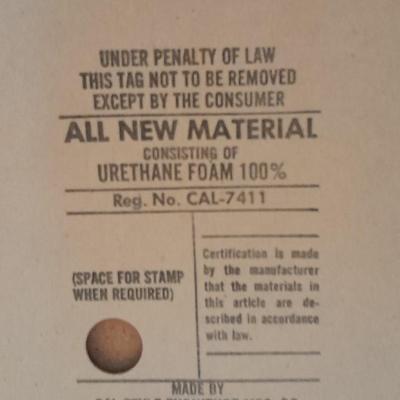 UNDER PENALTY OF LAW
THIS TAG NOT TO BE REMOVED
EXCEPT BY THE CONSUMER
ALL NEW MATERIAL
CONSISTING OF
URETHANE FOAM 100%
Reg. No. CAL-7411
(SPACE FOR STAMP
WHEN REQUIRED)
Certification is made
by the manufacturer
that the materials in
this article are de-
scribed in accordance
with law.
MADE BY